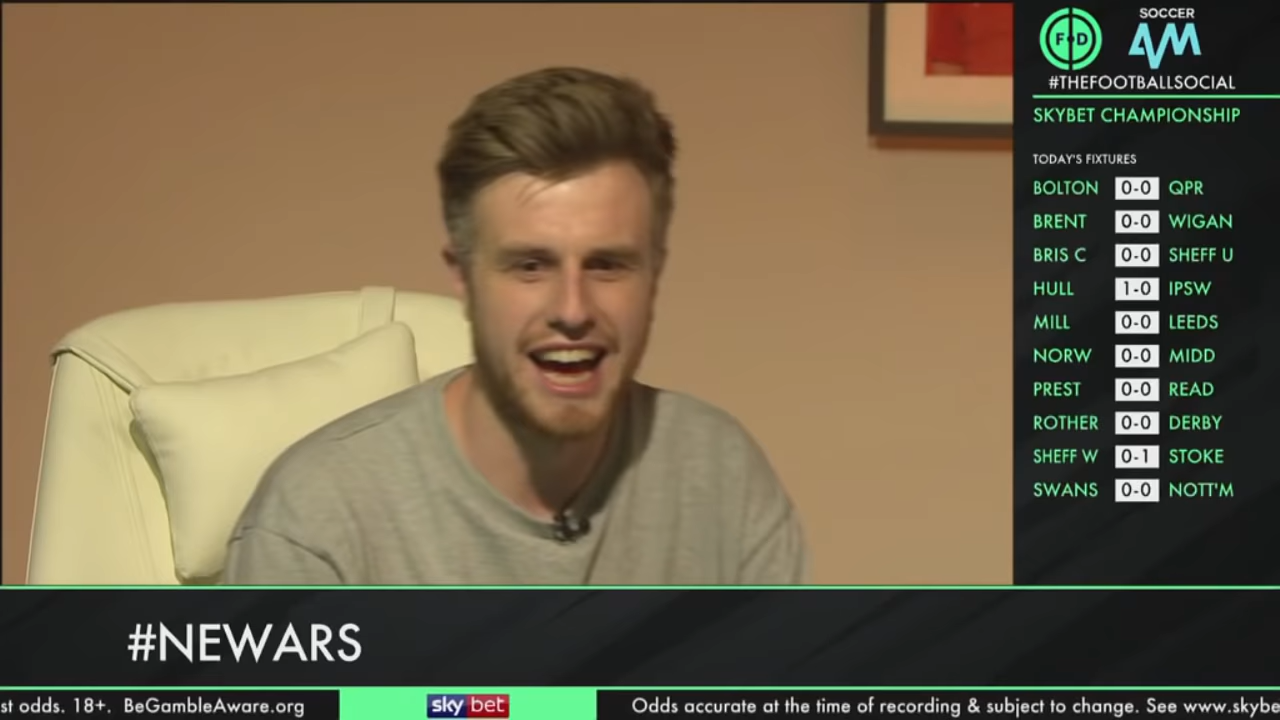 F·D
SOCCER
AM
#THEFOOTBALLSOCIAL
SKYBET CHAMPIONSHIP
TODAY'S FIXTURES
BOLTON 0-0 QPR
BRENT 0-0 WIGAN
BRIS C 0-0 SHEFF U
HULL 1-0 IPSW
MILL 0-0 LEEDS
NORW 0-0 MIDD
PREST 0-0 READ
ROTHER 0-0 DERBY
SHEFF W 0-1 STOKE
SWANS 0-0 NOTT'M
#NEWARS
st odds. 18+. BeGambleAware.org
sky bet
Odds accurate at the time of recording & subject to change. See www.skybe